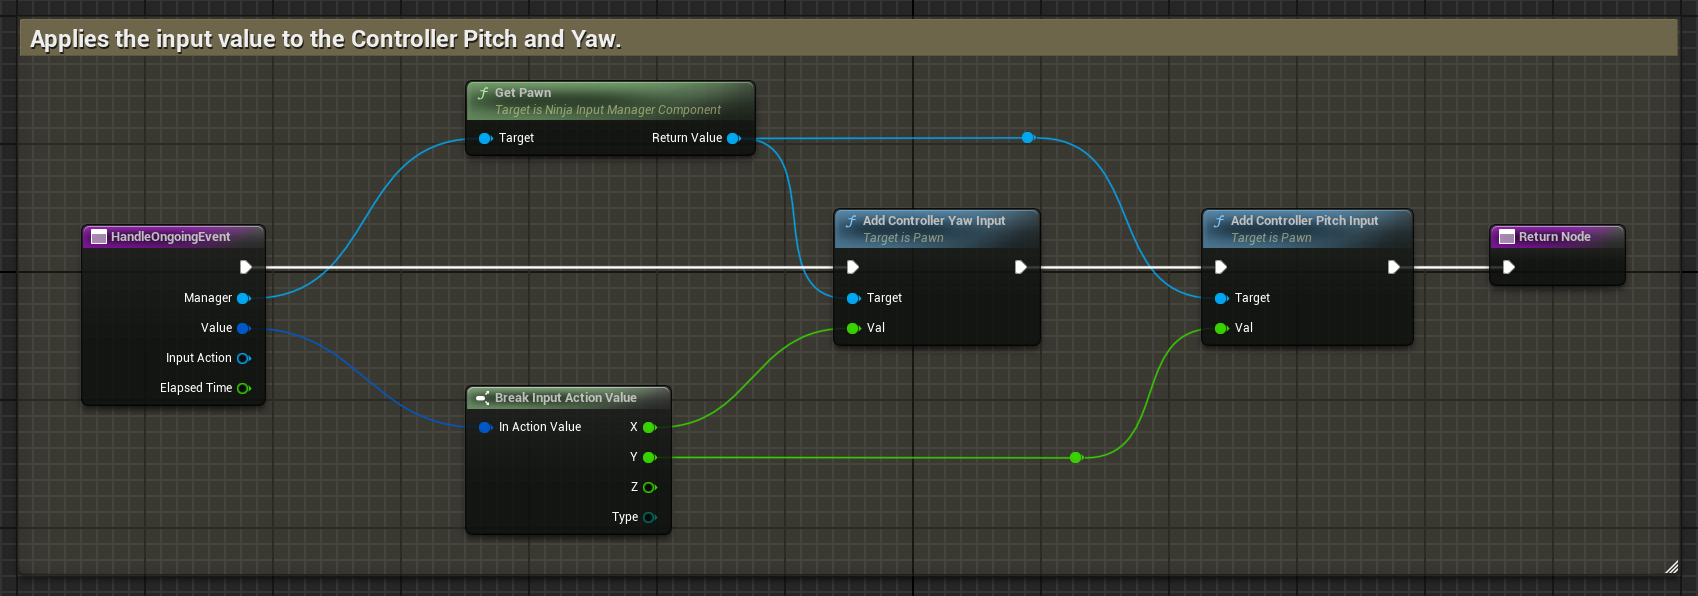 Applies the input value to the Controller Pitch and Yaw.
Get Pawn
Target is Ninja Input Manager Component
Target
Return Value
HandleOngoingEvent
Manager
Value
Input Action
Elapsed Time
Break Input Action Value
In Action Value
X
Y
Z
Type
Add Controller Yaw Input
Target is Pawn
Target
Val
Add Controller Pitch Input
Target is Pawn
Target
Val
Return Node